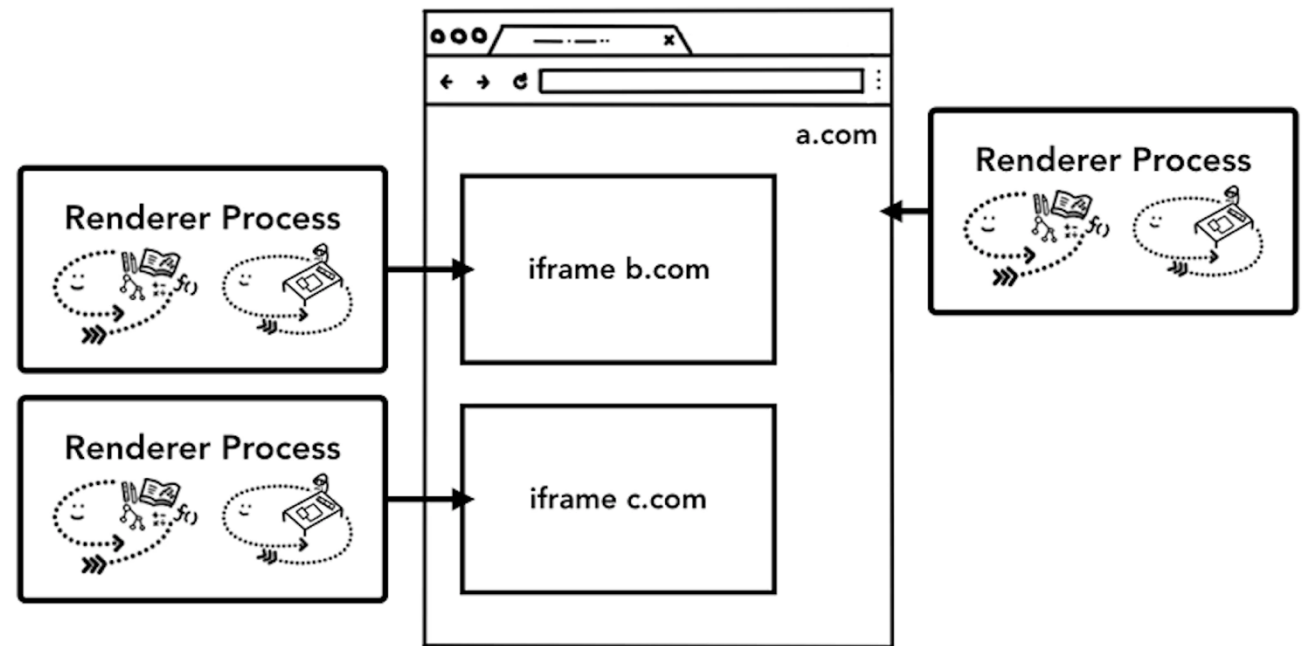 a.com
Renderer Process
f()
Renderer Process
f()
iframe b.com
Renderer Process
f()
iframe c.com